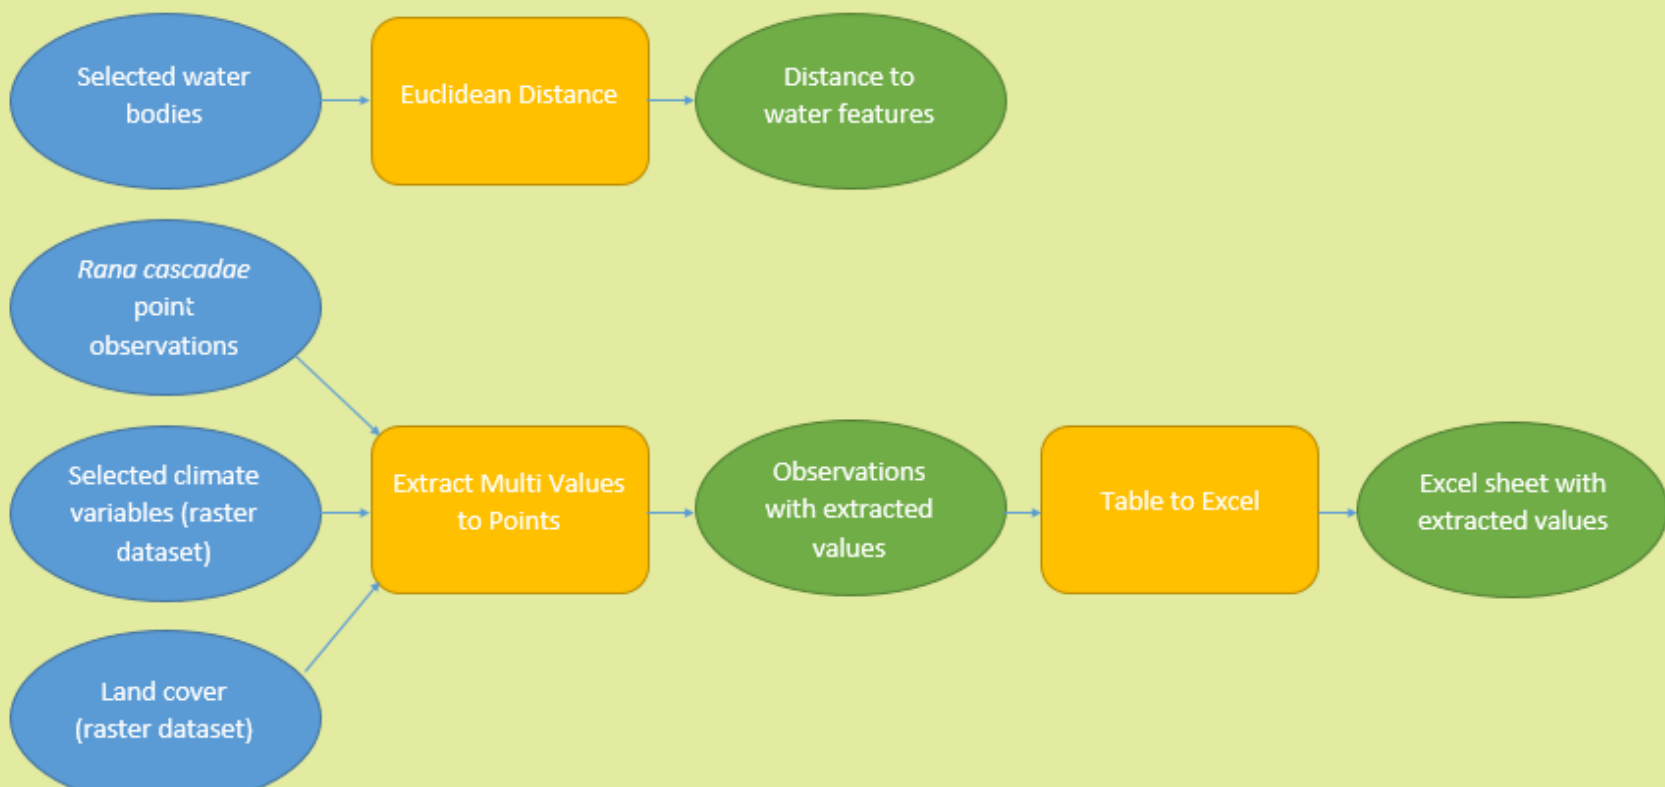 Selected water
bodies
Euclidean Distance
Distance to
water features
Rana cascadae
point
observations
Selected climate
variables (raster
dataset)
Extract Multi Values
to Points
Observations
with extracted
values
Table to Excel
Excel sheet with
extracted values
Land cover
(raster dataset)